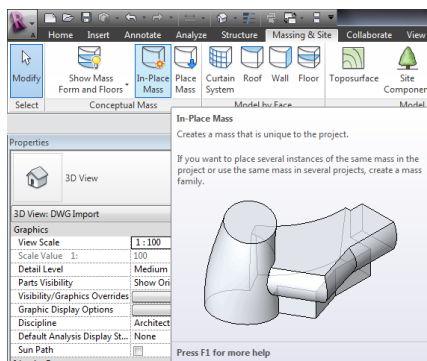 Home Insert Annotate Analyze Structure Massing & Site Collaborate View
Modify Show Mass Form and Floors In-Place Mass Place Mass Curtain System Roof Wall Floor Toposurface Site Component
Select Conceptual Mass Model by Face Model
In-Place Mass
Creates a mass that is unique to the project.
If you want to place several instances of the same mass in the
project or use the same mass in several projects, create a mass
family.
Press F1 for more help
Properties
3D View
3D View: DWG Import
Graphics
View Scale 1 : 100
Scale Value 1: 100
Detail Level Medium
Parts Visibility Show Ori
Visibility/Graphics Overrides
Graphic Display Options
Discipline Architect
Default Analysis Display St... None
Sun Path